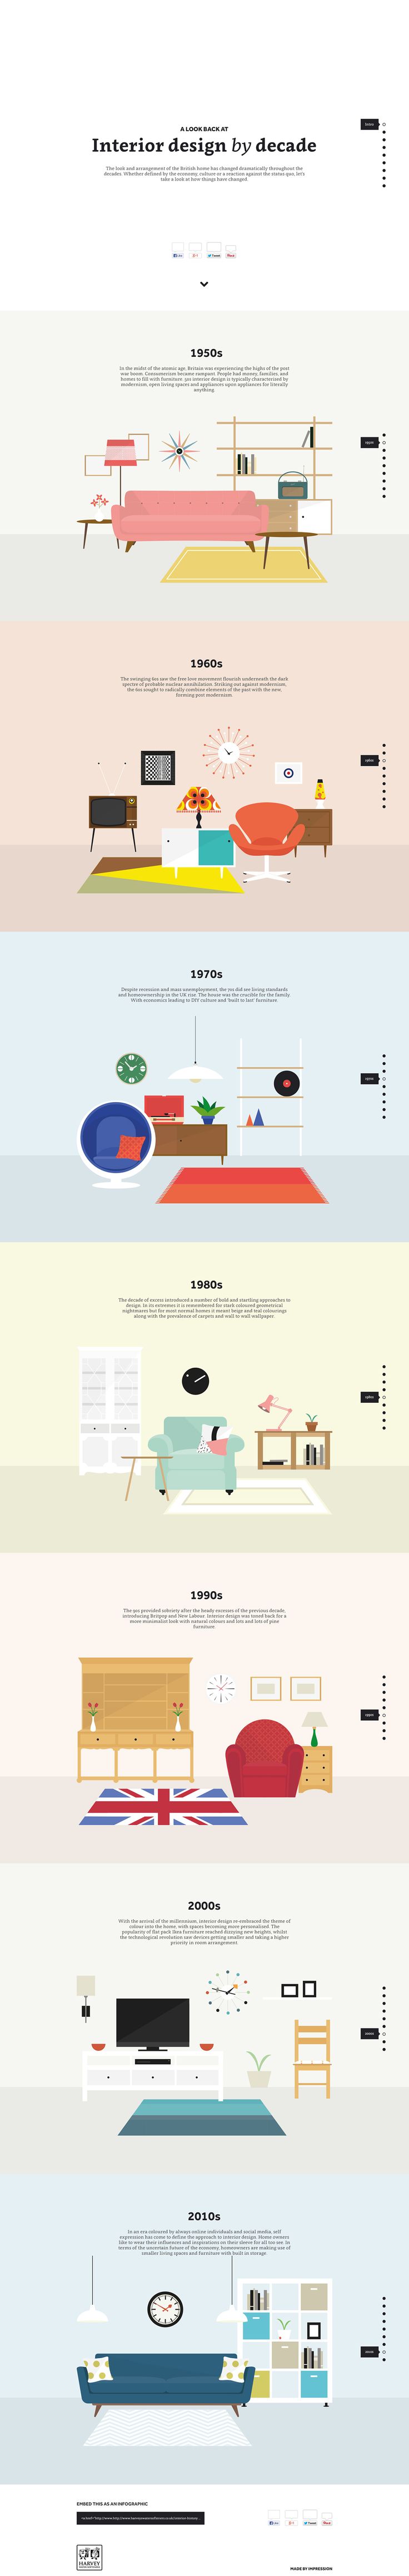 A LOOK BACK AT
Interior design by decade
The look and arrangement of the British home has changed dramatically throughout the
decades. Whether defined by the economy, culture or a reaction against the status quo, let's
take a look at how things have changed.
Intro
Like
+1
Tweet
Pin it
1950s
In the midst of the atomic age, Britain was experiencing the highs of the post
war boom. Consumerism became rampant. People had money, families, and
homes to fill with furniture. 50s interior design is typically characterised by
modernism, open living spaces and appliances upon appliances for literally
anything.
1950s
1960s
The swinging 60s saw the free love movement flourish underneath the dark
spectre of probable nuclear annihilation. Striking out against modernism,
the 60s sought to radically combine elements of the past with the new,
forming post modernism
1960s
1970s
Despite recession and mass unemployment, the 70s did see living standards
and homeownership in the UK rise. The house was the crucible for the family.
With economics leading to DIY culture and 'built to last' furniture.
1970s
1980s
The decade of excess introduced a number of bold and startling approaches to
design. In its extremes it is remembered for stark coloured geometrical
nightmares but for most normal homes it meant beige and teal colourings
along with the prevalence of carpets and wall to wall wallpaper.
1980s
1990s
The 90s provided sobriety after the heady excesses of the previous decade,
introducing Britpop and New Labour. Interior design was toned back for a
more minimalist look with natural colours and lots and lots of pine
furniture
1990s
2000s
With the arrival of the millennium, interior design re-embraced the theme of
colour into the home, with spaces becoming more personalised. The
popularity of flat pack Ikea furniture reached dizzying new heights, whilst
the technological revolution saw devices getting smaller and taking a higher
priority in room arrangement.
2000s
2010s
In an era coloured by always-online individuals and social media, self
expression has come to define the approach to interior design. Home owners
like to wear their influences and inspirations on their sleeve for all too see. In
terms of the uncertain future of the economy, homeowners are making use of
smaller living spaces and furniture with built in storage.
2010s
EMBED THIS AS AN INFOGRAPHIC
Like
+1
Tweet
Pin it
HARVEY
MADE BY IMPRESSION